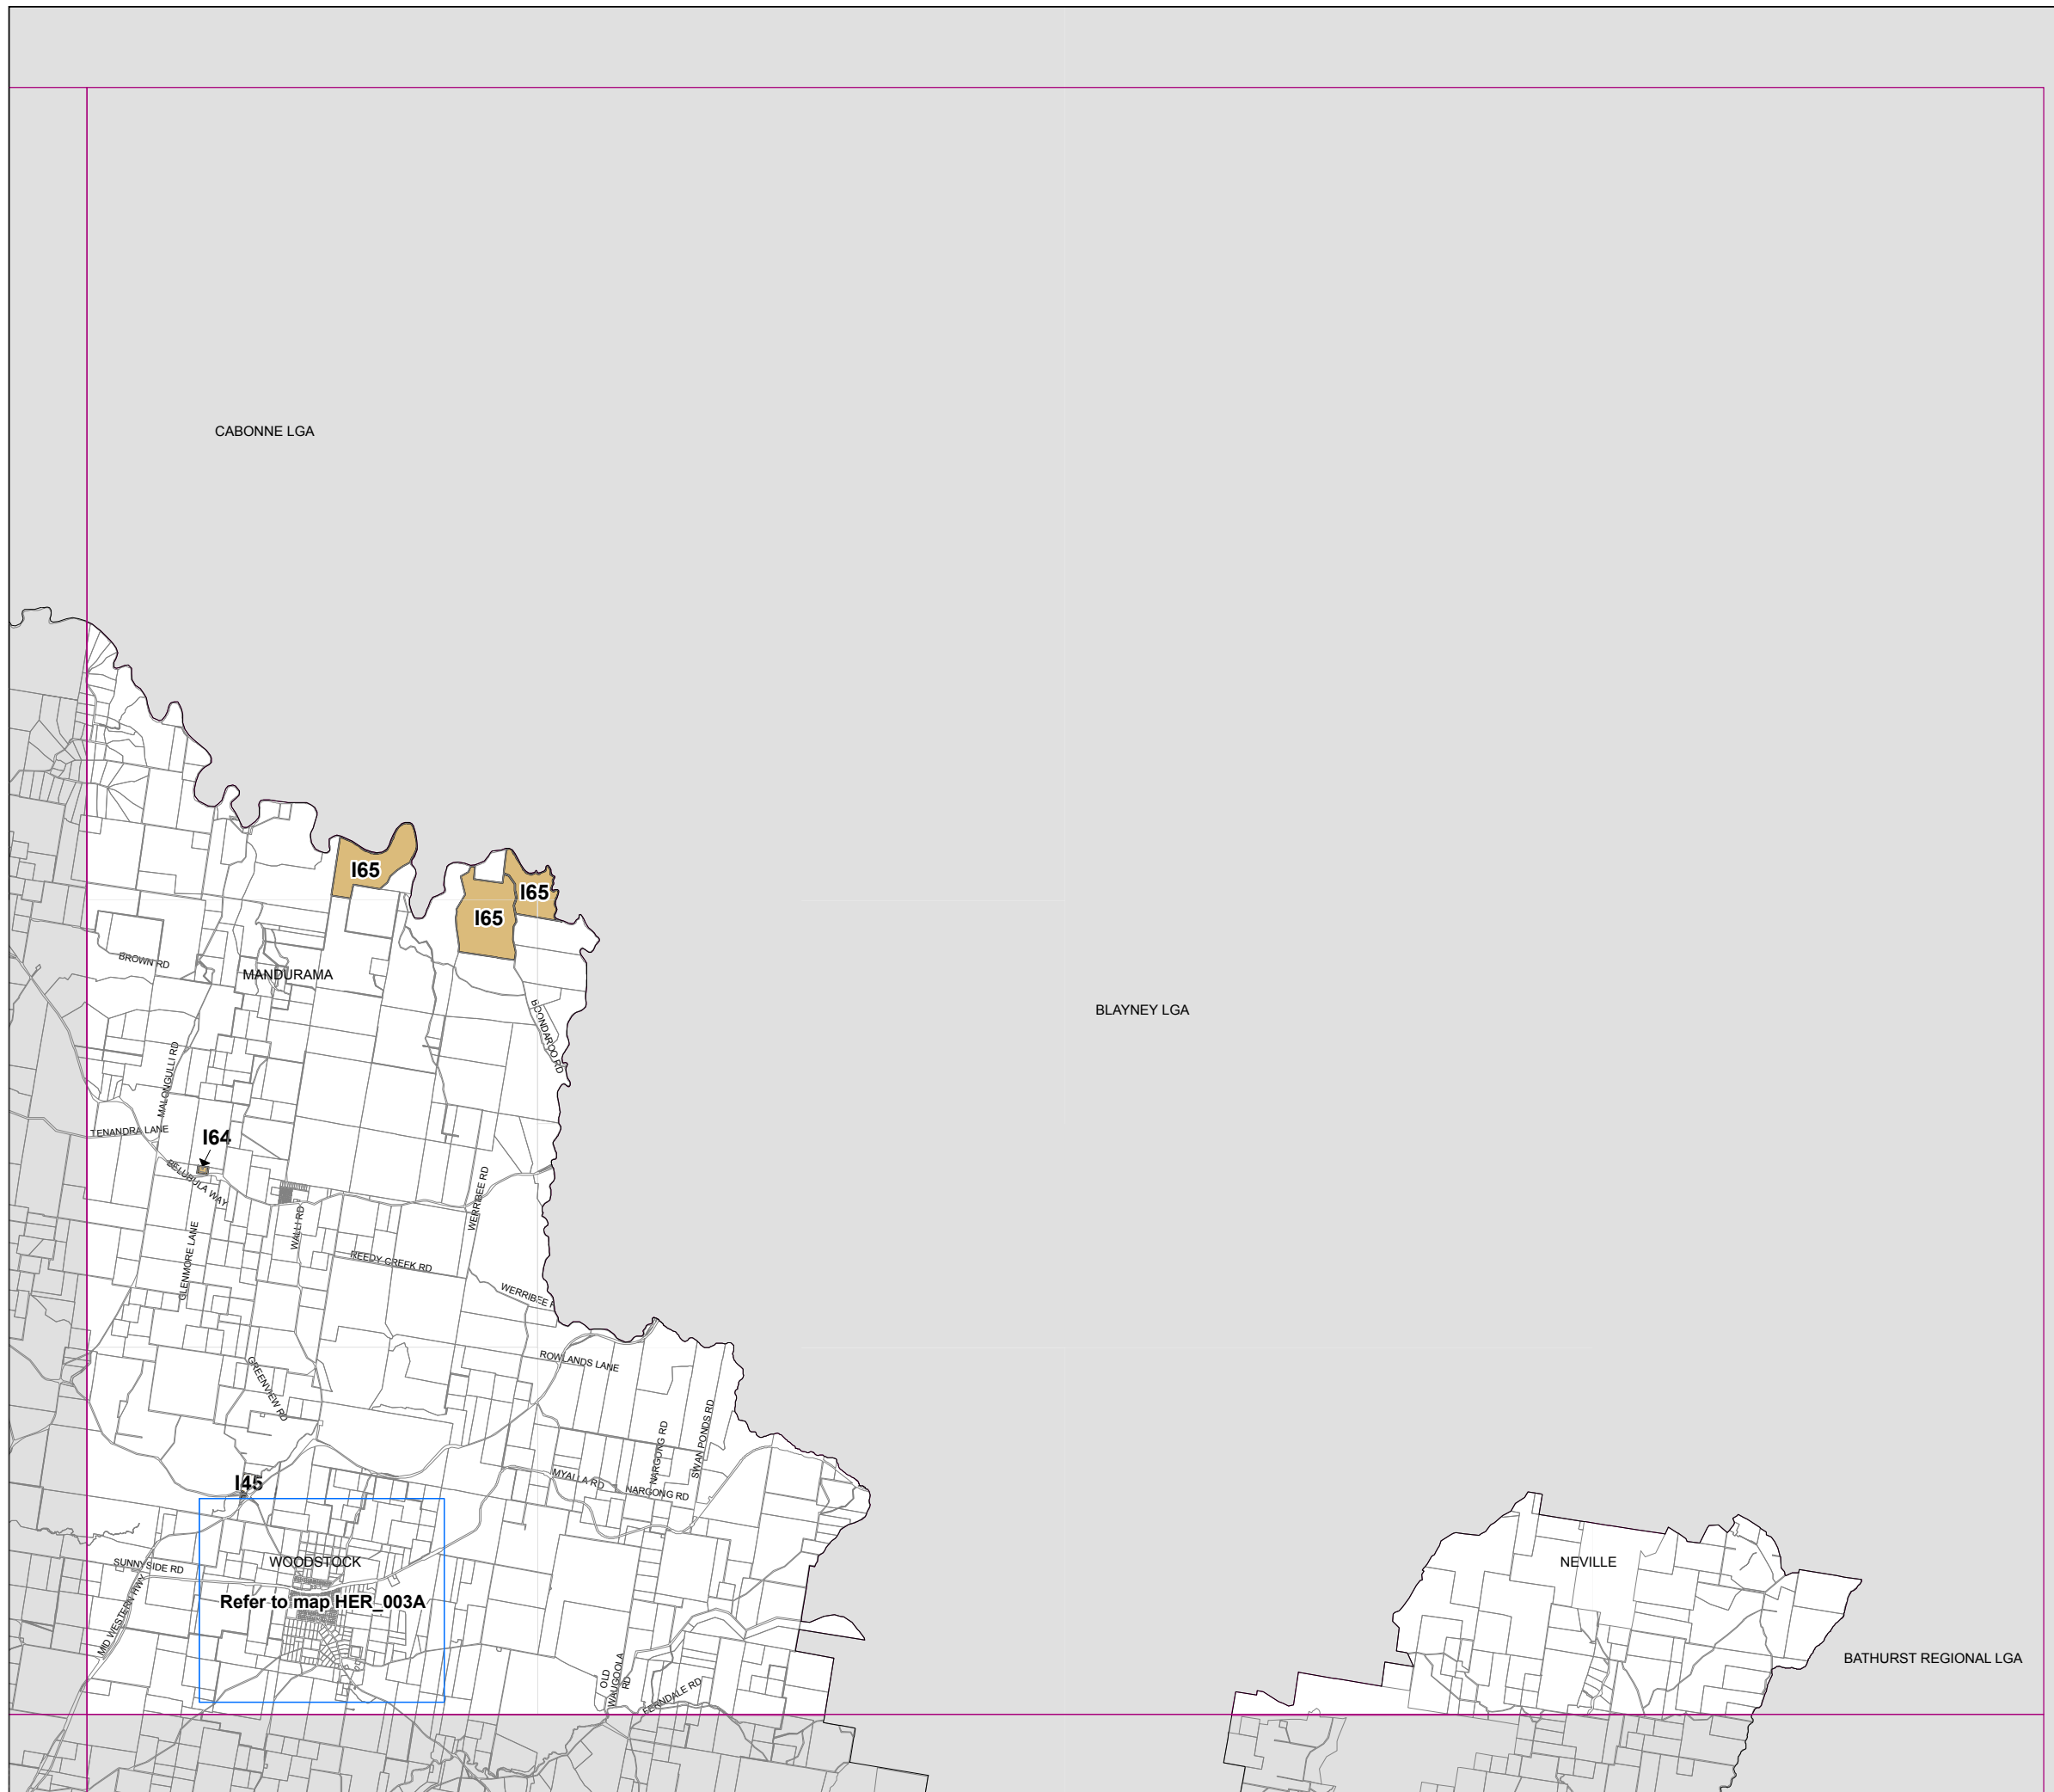 CABONNE LGA
I65
I65
I65
BROWN RD
MANDURAMA
BLAYNEY LGA
BOONDAROO RD
MALONGULLI RD
TENANDRA LANE
I64
BELUBULA WAY
WERRIBEE RD
WALLI RD
GLENMORE LANE
REEDY CREEK RD
WERRIBEE R
ROWLANDS LANE
GREENVIEW RD
NARGONG RD
SWAN PONDS RD
I45
MYALLA RD
NARGONG RD
SUNNYSIDE RD
WOODSTOCK
NEVILLE
MID WESTERN HWY
Refer to map HER_003A
OLD
WAUGOOLA
RD
FERNDALE RD
BATHURST REGIONAL LGA